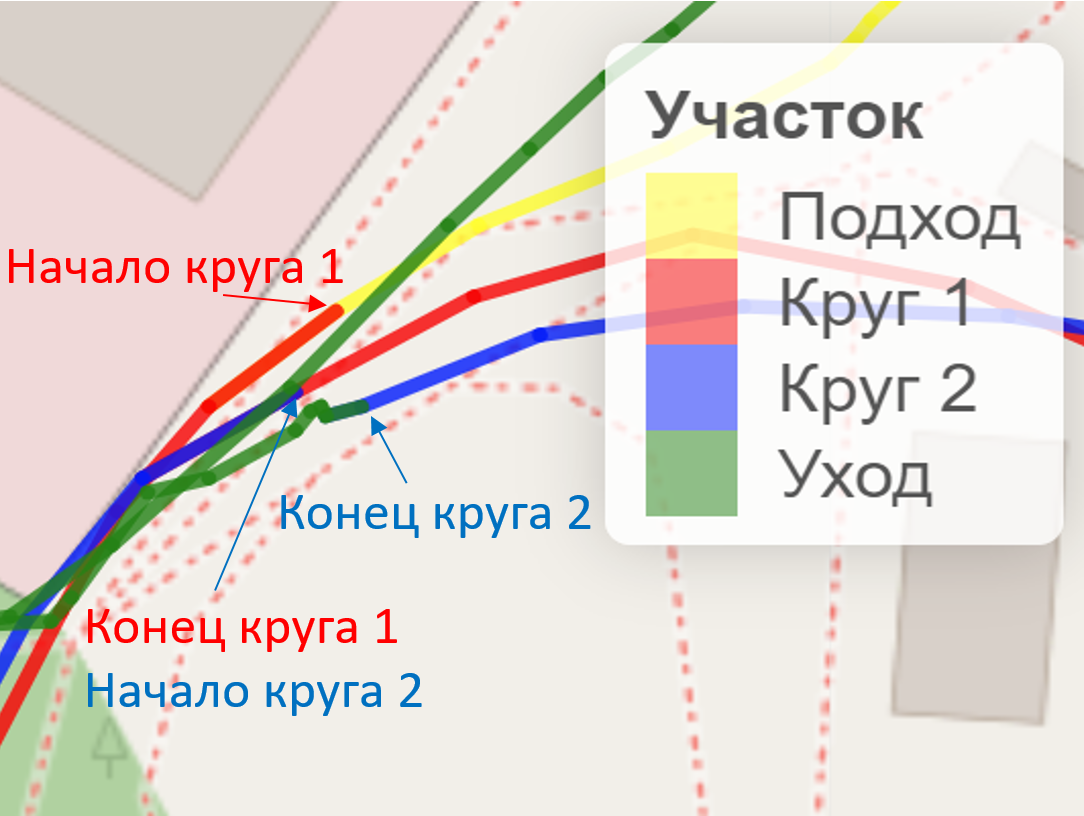 Участок
Подход
Круг 1
Круг 2
Уход
Начало круга 1
Конец круга 2
Конец круга 1
Начало круга 2